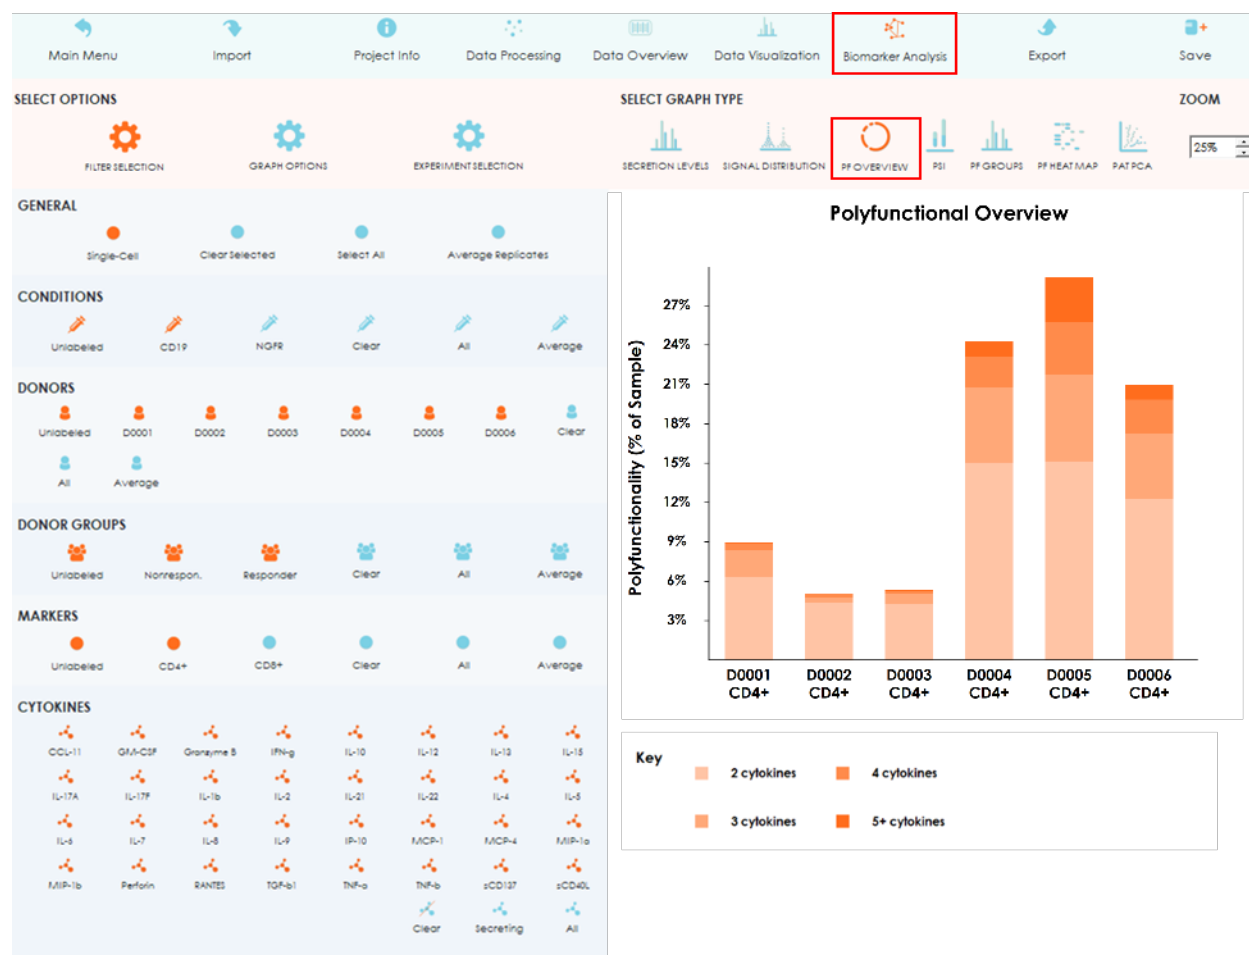 Main Menu Import Project Info Data Processing Data Overview Data Visualization Biomarker Analysis Export Save
SELECT OPTIONS SELECT GRAPH TYPE ZOOM
25%
FILTER SELECTION GRAPH OPTIONS EXPERIMENT SELECTION SECRETION LEVELS SIGNAL DISTRIBUTION PF OVERVIEW PSI PF GROUPS PF HEAT MAP PAT PCA
GENERAL
Single-Cell Clear Selected Select All Average Replicates
CONDITIONS
Unlabeled CD19 NGFR Clear All Average
DONORS
Unlabeled D0001 D0002 D0003 D0004 D0005 D0006 Clear
All Average
DONOR GROUPS
Unlabeled Nonrespon. Responder Clear All Average
MARKERS
Unlabeled CD4+ CD8+ Clear All Average
CYTOKINES
CCL-11 GM-CSF Granzyme B IFN-g IL-10 IL-12 IL-13 IL-15
IL-17A IL-17F IL-1b IL-2 IL-21 IL-22 IL-4 IL-5
IL-6 IL-7 IL-8 IL-9 IP-10 MCP-1 MCP-4 MIP-1a
MIP-1b Perforin RANTES TGF-b1 TNF-a TNF-b sCD137 sCD40L
Clear Secreting All
Polyfunctional Overview
Polyfunctionality (% of Sample)
27%
24%
21%
18%
15%
12%
9%
6%
3%
D0001 D0002 D0003 D0004 D0005 D0006
CD4+ CD4+ CD4+ CD4+ CD4+ CD4+
Key
2 cytokines 4 cytokines
3 cytokines 5+ cytokines